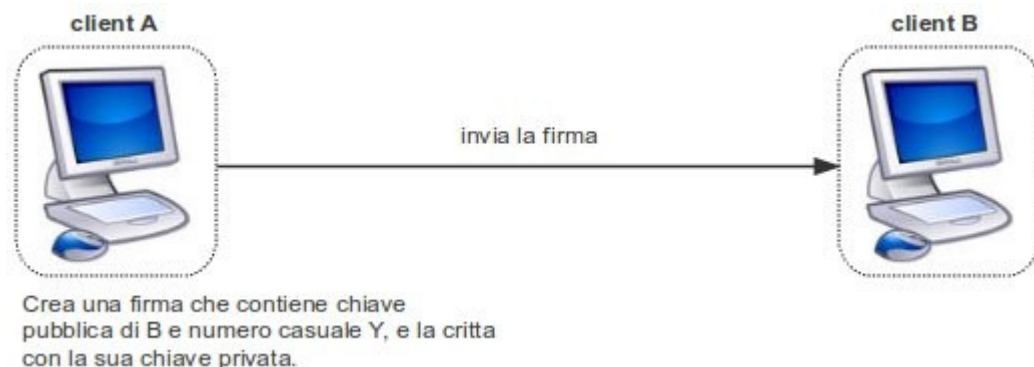 client A
client B
invia la firma
Crea una firma che contiene chiave
pubblica di B e numero casuale Y, e la critta
con la sua chiave privata.